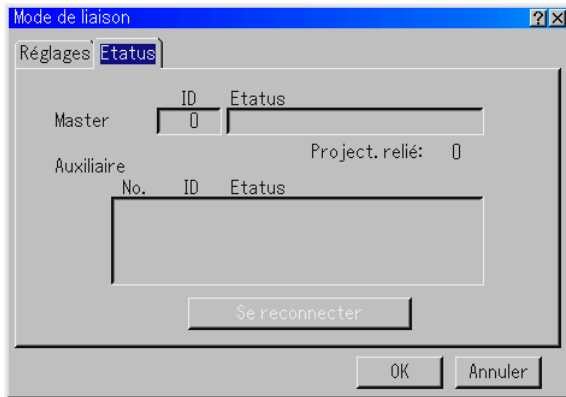 Mode de liaison
Réglages Etatus
ID Etatus
Master 0
Project.relié: 0
Auxiliaire
No. ID Etatus
Se reconnecter
OK Annuler